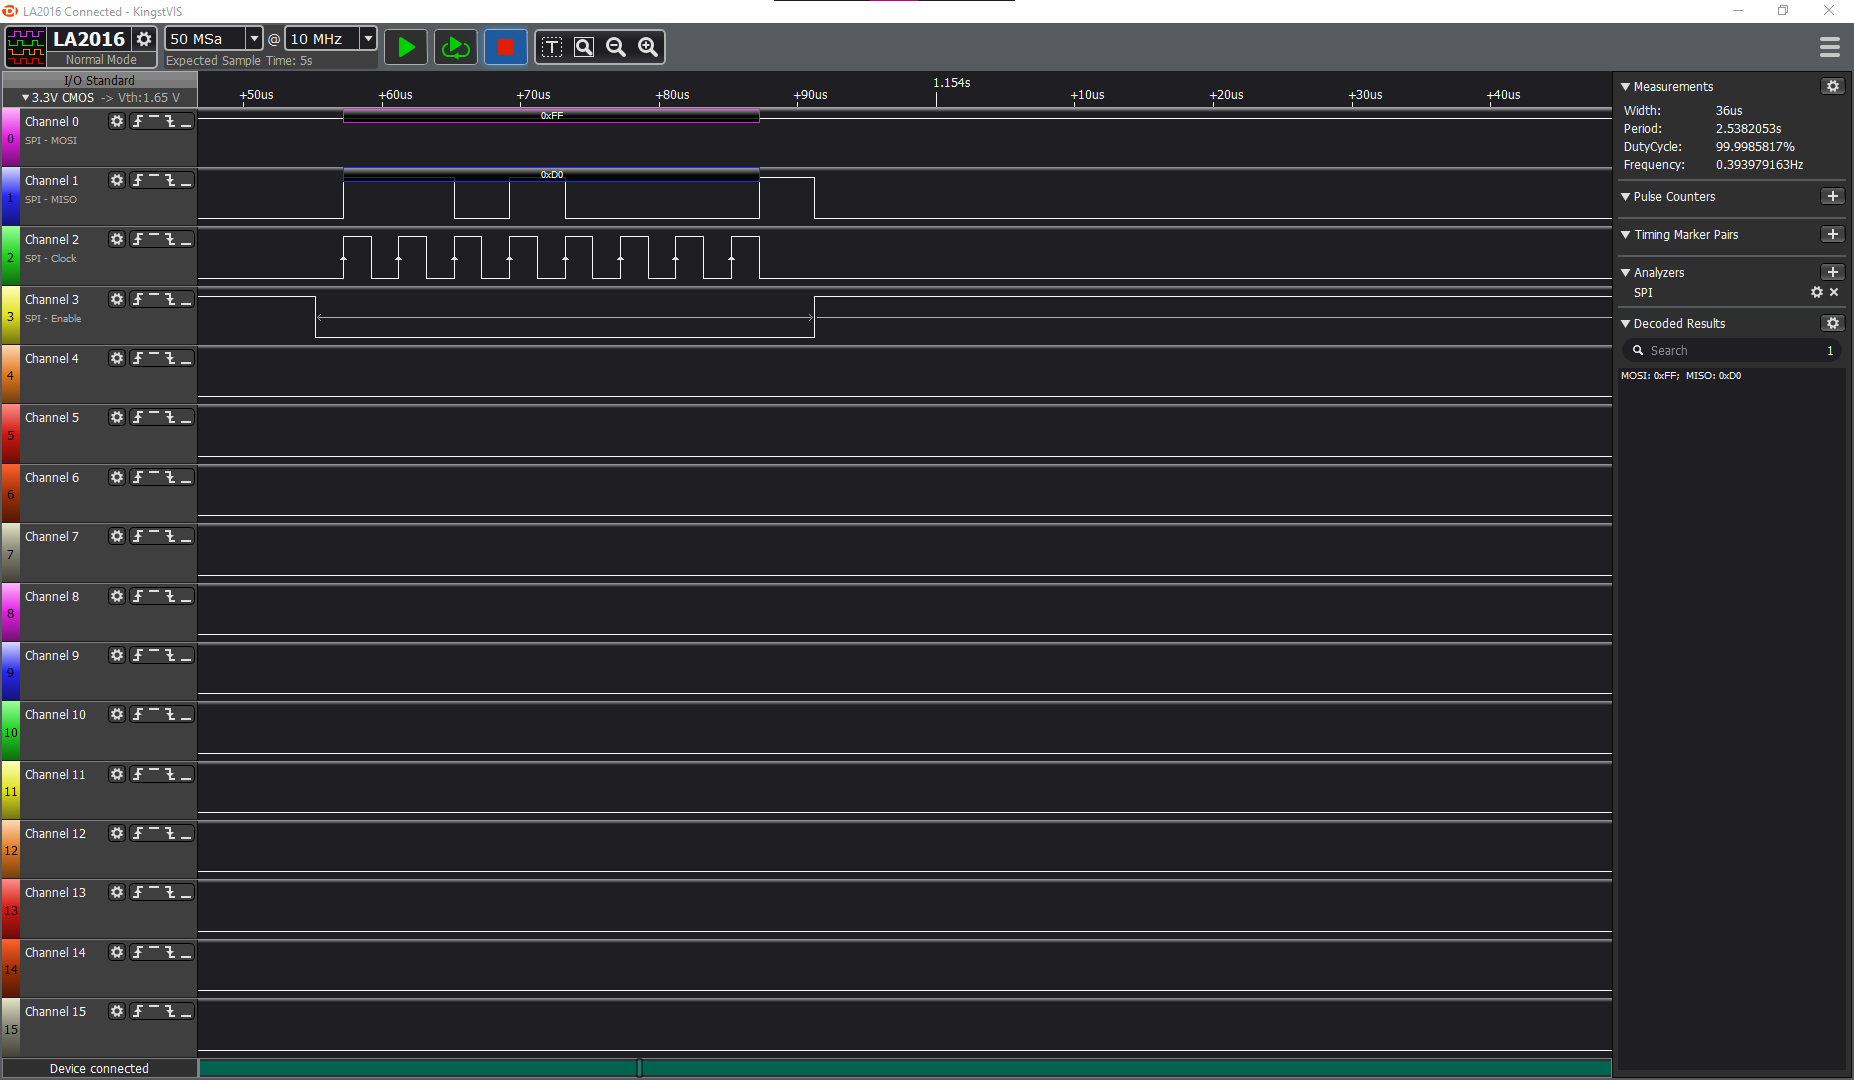 LA2016 Connected - KingstVIS
LA2016
Normal Mode
50 MSa @ 10 MHz
Expected Sample Time: 5s
T
I/O Standard
3.3V CMOS -> Vth:1.65 V
+50us +60us +70us +80us +90us 1.154s +10us +20us +30us +40us
0 Channel 0
SPI - MOSI
0xFF
1 Channel 1
SPI - MISO
0xD0
2 Channel 2
SPI - Clock
3 Channel 3
SPI - Enable
4 Channel 4
5 Channel 5
6 Channel 6
7 Channel 7
8 Channel 8
9 Channel 9
10 Channel 10
11 Channel 11
12 Channel 12
13 Channel 13
14 Channel 14
15 Channel 15
Device connected
Measurements
Width: 36us
Period: 2.5382053s
DutyCycle: 99.9985817%
Frequency: 0.393979163Hz
Pulse Counters
Timing Marker Pairs
Analyzers
SPI
Decoded Results
Search 1
MOSI: 0xFF; MISO: 0xD0